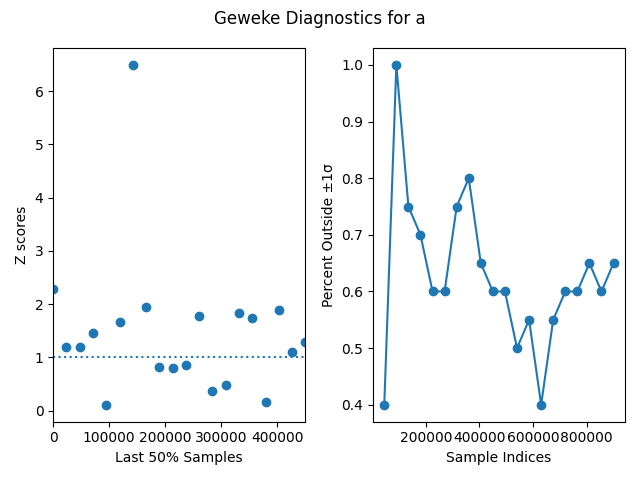 Geweke Diagnostics for a
Z scores
6
5
4
3
2
1
0
0 100000 200000 300000 400000
Last 50% Samples
Percent Outside ±1σ
1.0
0.9
0.8
0.7
0.6
0.5
0.4
200000 400000 600000 800000
Sample Indices